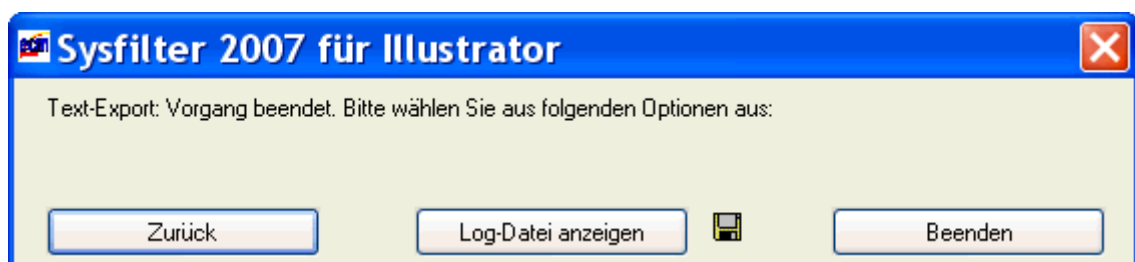 ecm Sysfilter 2007 für Illustrator
Text-Export: Vorgang beendet. Bitte wählen Sie aus folgenden Optionen aus:
Zurück Log-Datei anzeigen Beenden